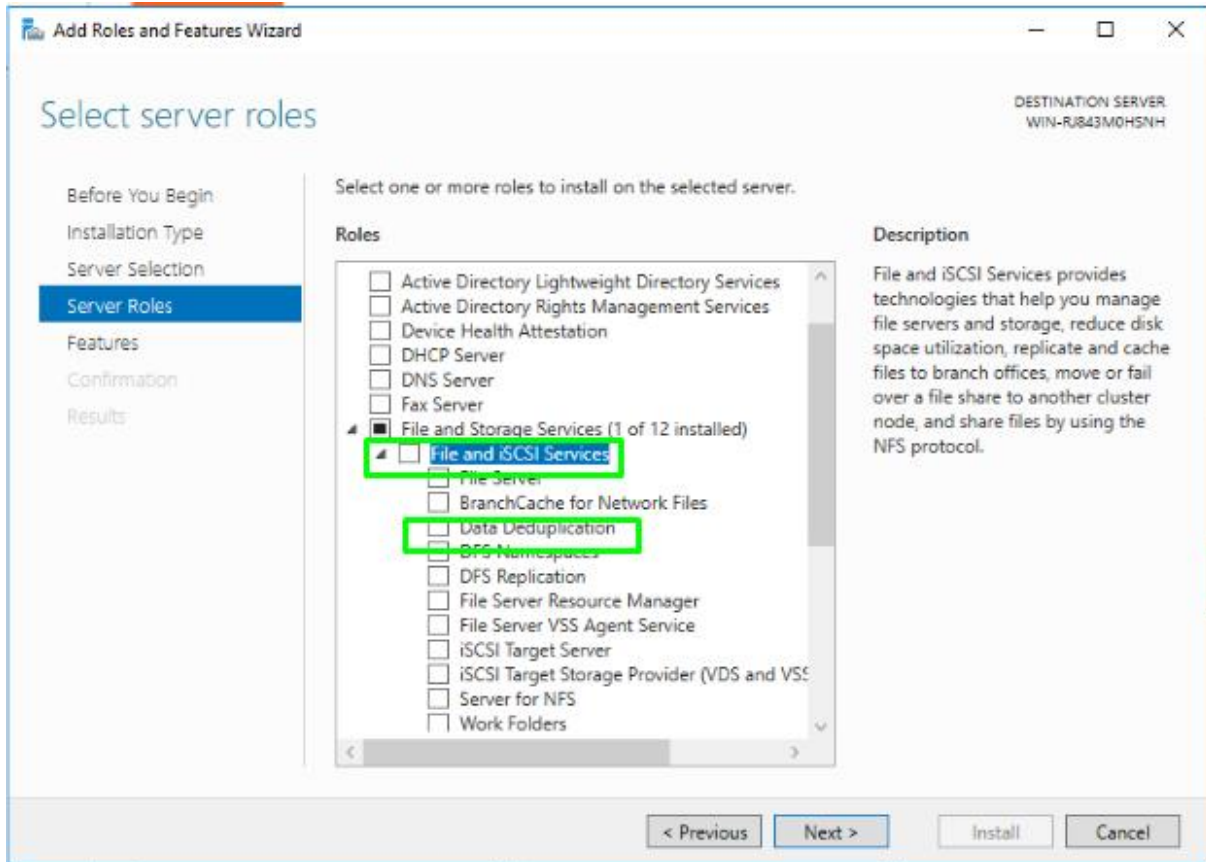 Add Roles and Features Wizard
Select server roles
DESTINATION SERVER
WIN-RJ843M0HSNH
Before You Begin
Installation Type
Server Selection
Server Roles
Features
Confirmation
Results
Select one or more roles to install on the selected server.
Roles
Active Directory Lightweight Directory Services
Active Directory Rights Management Services
Device Health Attestation
DHCP Server
DNS Server
Fax Server
File and Storage Services (1 of 12 installed)
File and iSCSI Services
File Server
BranchCache for Network Files
Data Deduplication
DFS Namespaces
DFS Replication
File Server Resource Manager
File Server VSS Agent Service
iSCSI Target Server
iSCSI Target Storage Provider (VDS and VSS
Server for NFS
Work Folders
Description
File and iSCSI Services provides
technologies that help you manage
file servers and storage, reduce disk
space utilization, replicate and cache
files to branch offices, move or fail
over a file share to another cluster
node, and share files by using the
NFS protocol.
< Previous
Next >
Install
Cancel